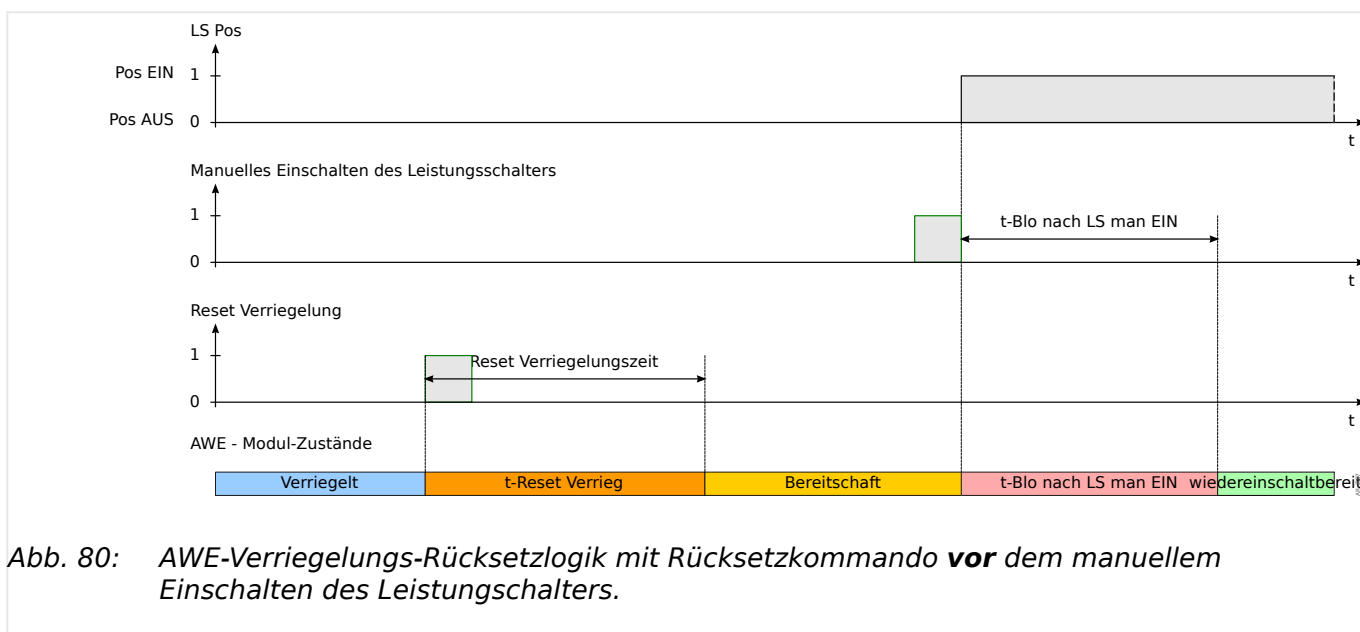 LS Pos
Pos EIN 1
Pos AUS 0
t
Manuelles Einschalten des Leistungsschalters
1
t-Blo nach LS man EIN
0
t
Reset Verriegelung
1
Reset Verriegelungszeit
0
t
AWE - Modul-Zustände
Verriegelt t-Reset Verrieg Bereitschaft t-Blo nach LS man EIN wiedereinschaltbereit
Abb. 80: AWE-Verriegelungs-Rücksetzlogik mit Rücksetzkommando vor dem manuellem
Einschalten des Leistungschalters.